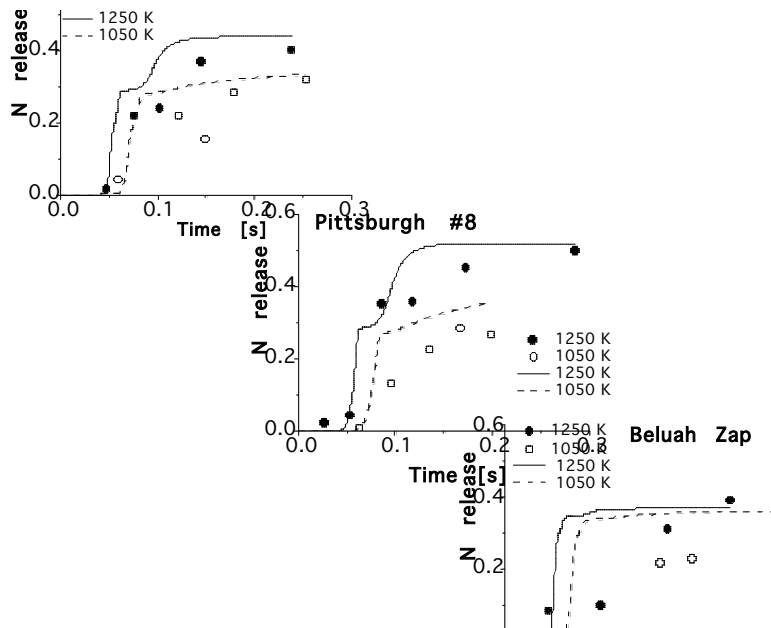 1250 K
1050 K
0.4
0.2
0.0
N release
0.0 0.1 0.2 0.3
Time [s]
Pittsburgh #8
0.6
0.4
0.2
0.0
N release
1250 K
1050 K
1250 K
1050 K
0.0 0.1 0.2 0.3
Time [s]
Beluah Zap
0.6
0.4
0.2
N release
1250 K
1050 K
1250 K
1050 K